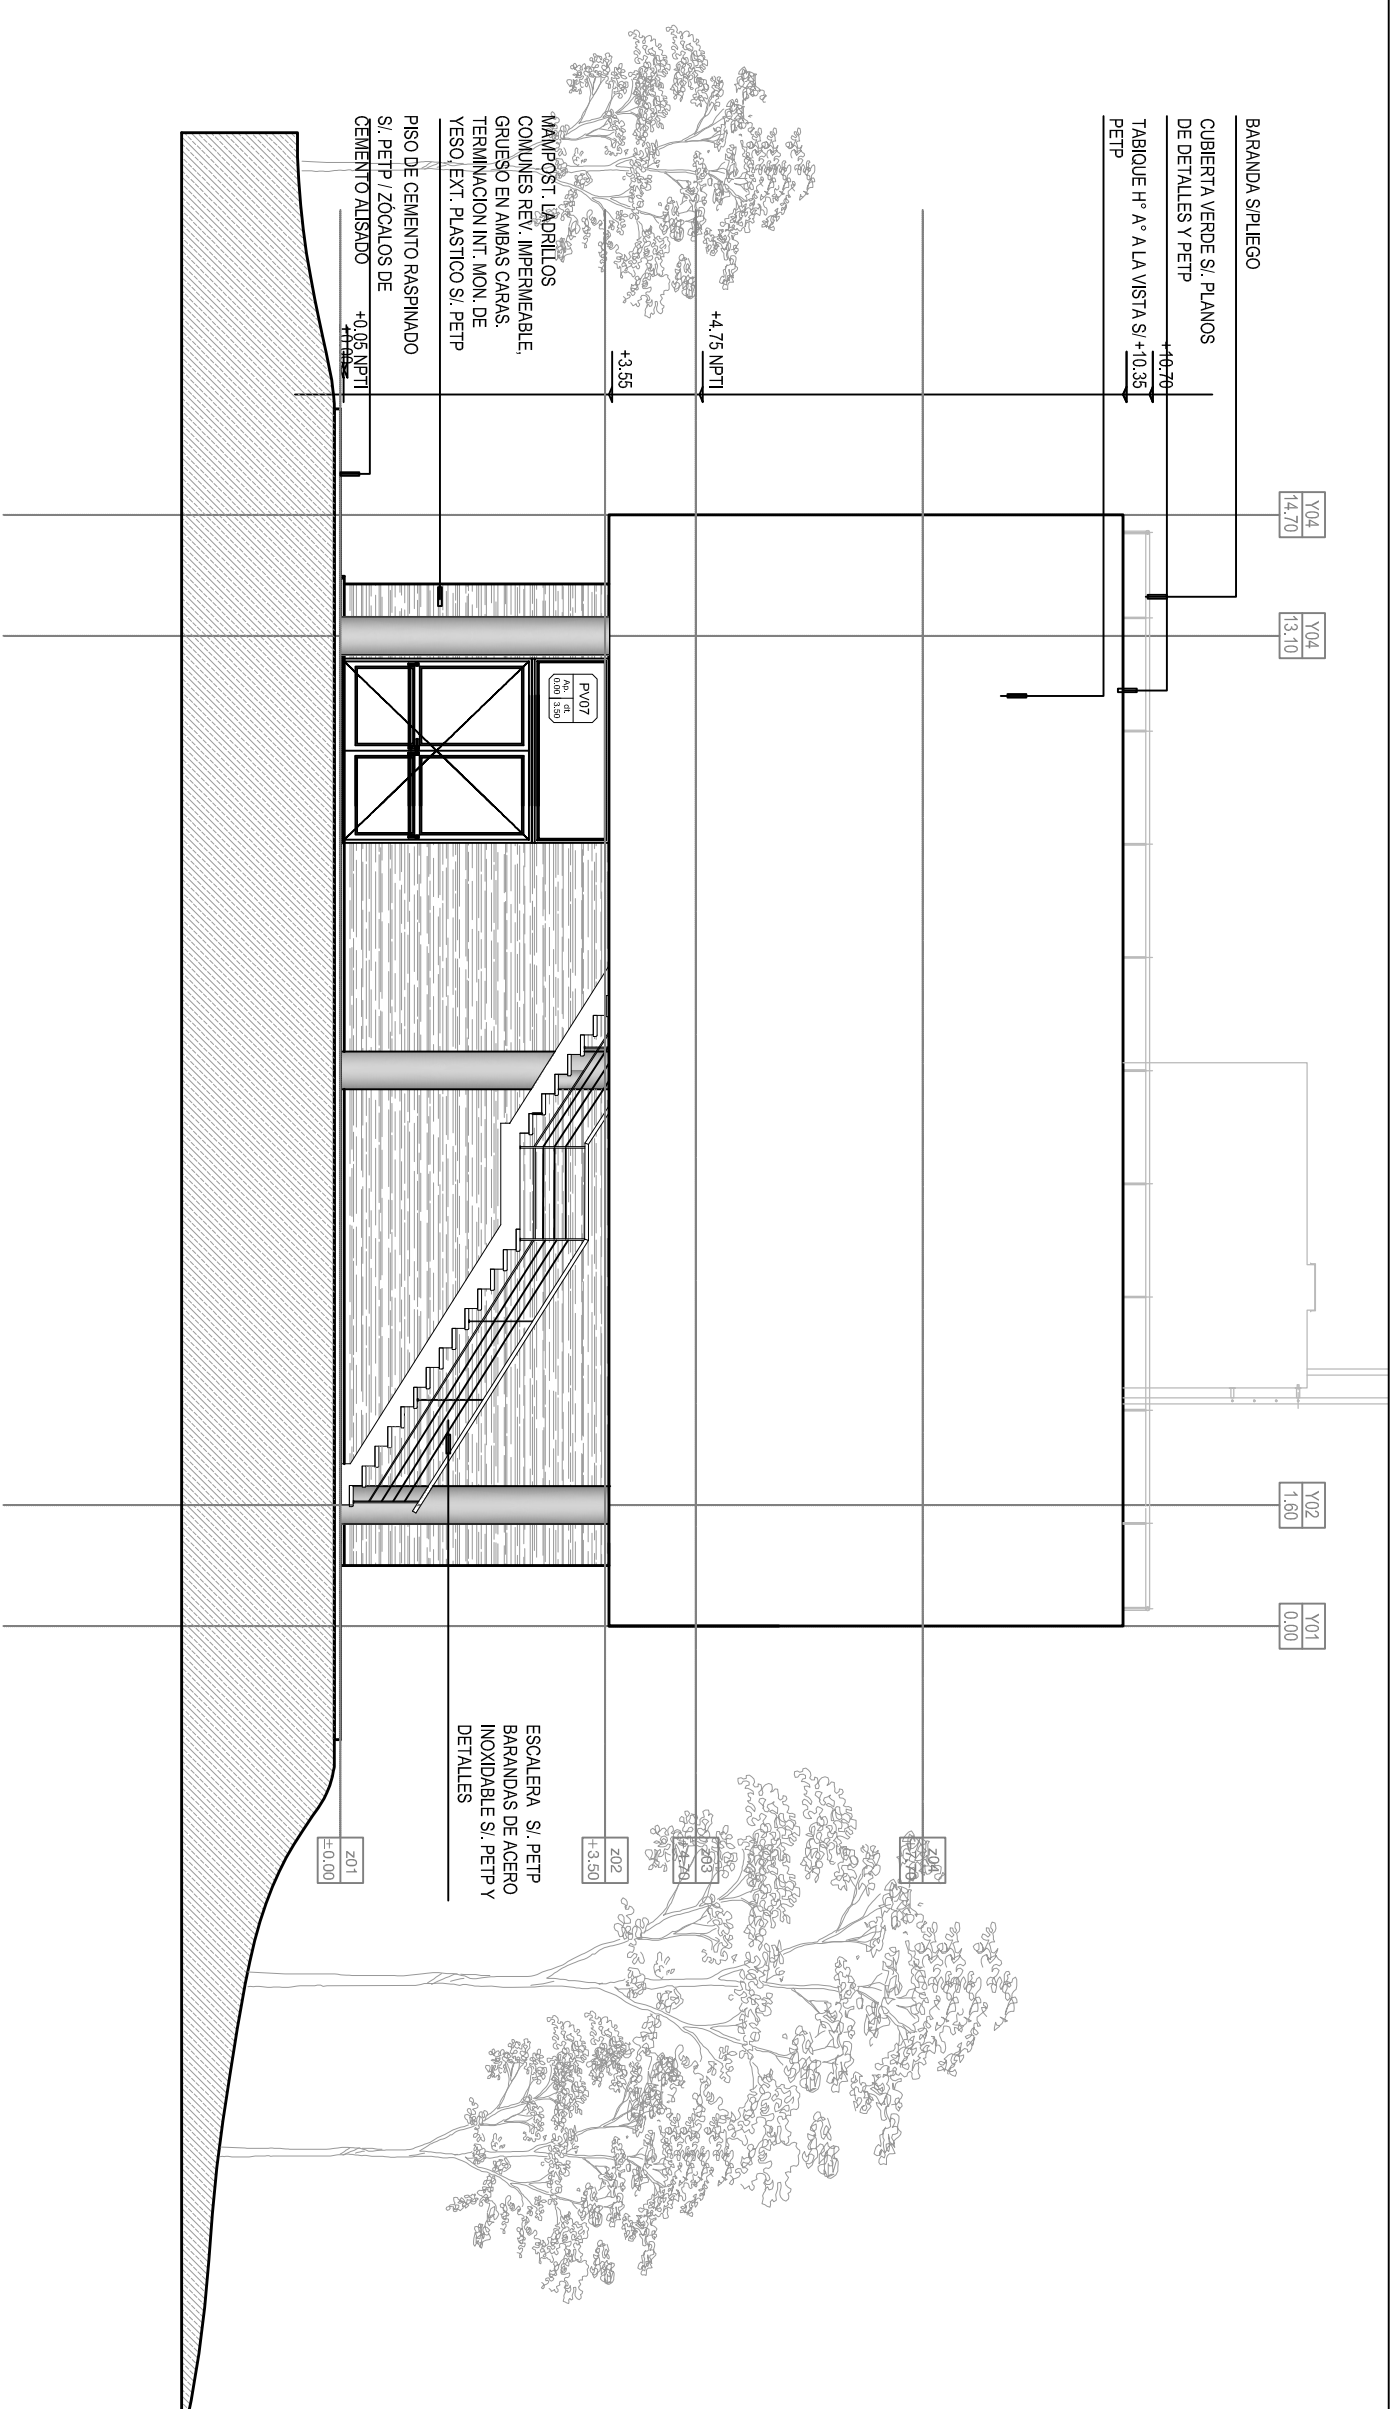 BARANDA S/PLIEGO
CUBIERTA VERDE S/. PLANOS
DE DETALLES Y PETP
TABIQUE H° A° A LA VISTA S/
PETP
+10.70
+10.35
+4.75 NPTI
+3.55
MAMPOST. LADRILLOS
COMUNES REV. IMPERMEABLE,
GRUESO EN AMBAS CARAS.
TERMINACION INT. MON. DE
YESO, EXT. PLASTICO S/. PETP
PISO DE CEMENTO RASPINADO
S/. PETP / ZÓCALOS DE
CEMENTO ALISADO
+0.05 NPTI
±0.00
Y04
14.70
Y04
13.10
Y02
1.60
Y01
0.00
PV07
Ap. dt.
0.00 3.50
ESCALERA S/. PETP
BARANDAS DE ACERO
INOXIDABLE S/. PETP Y
DETALLES
z04
z03
+4.70
z02
+3.50
z01
±0.00